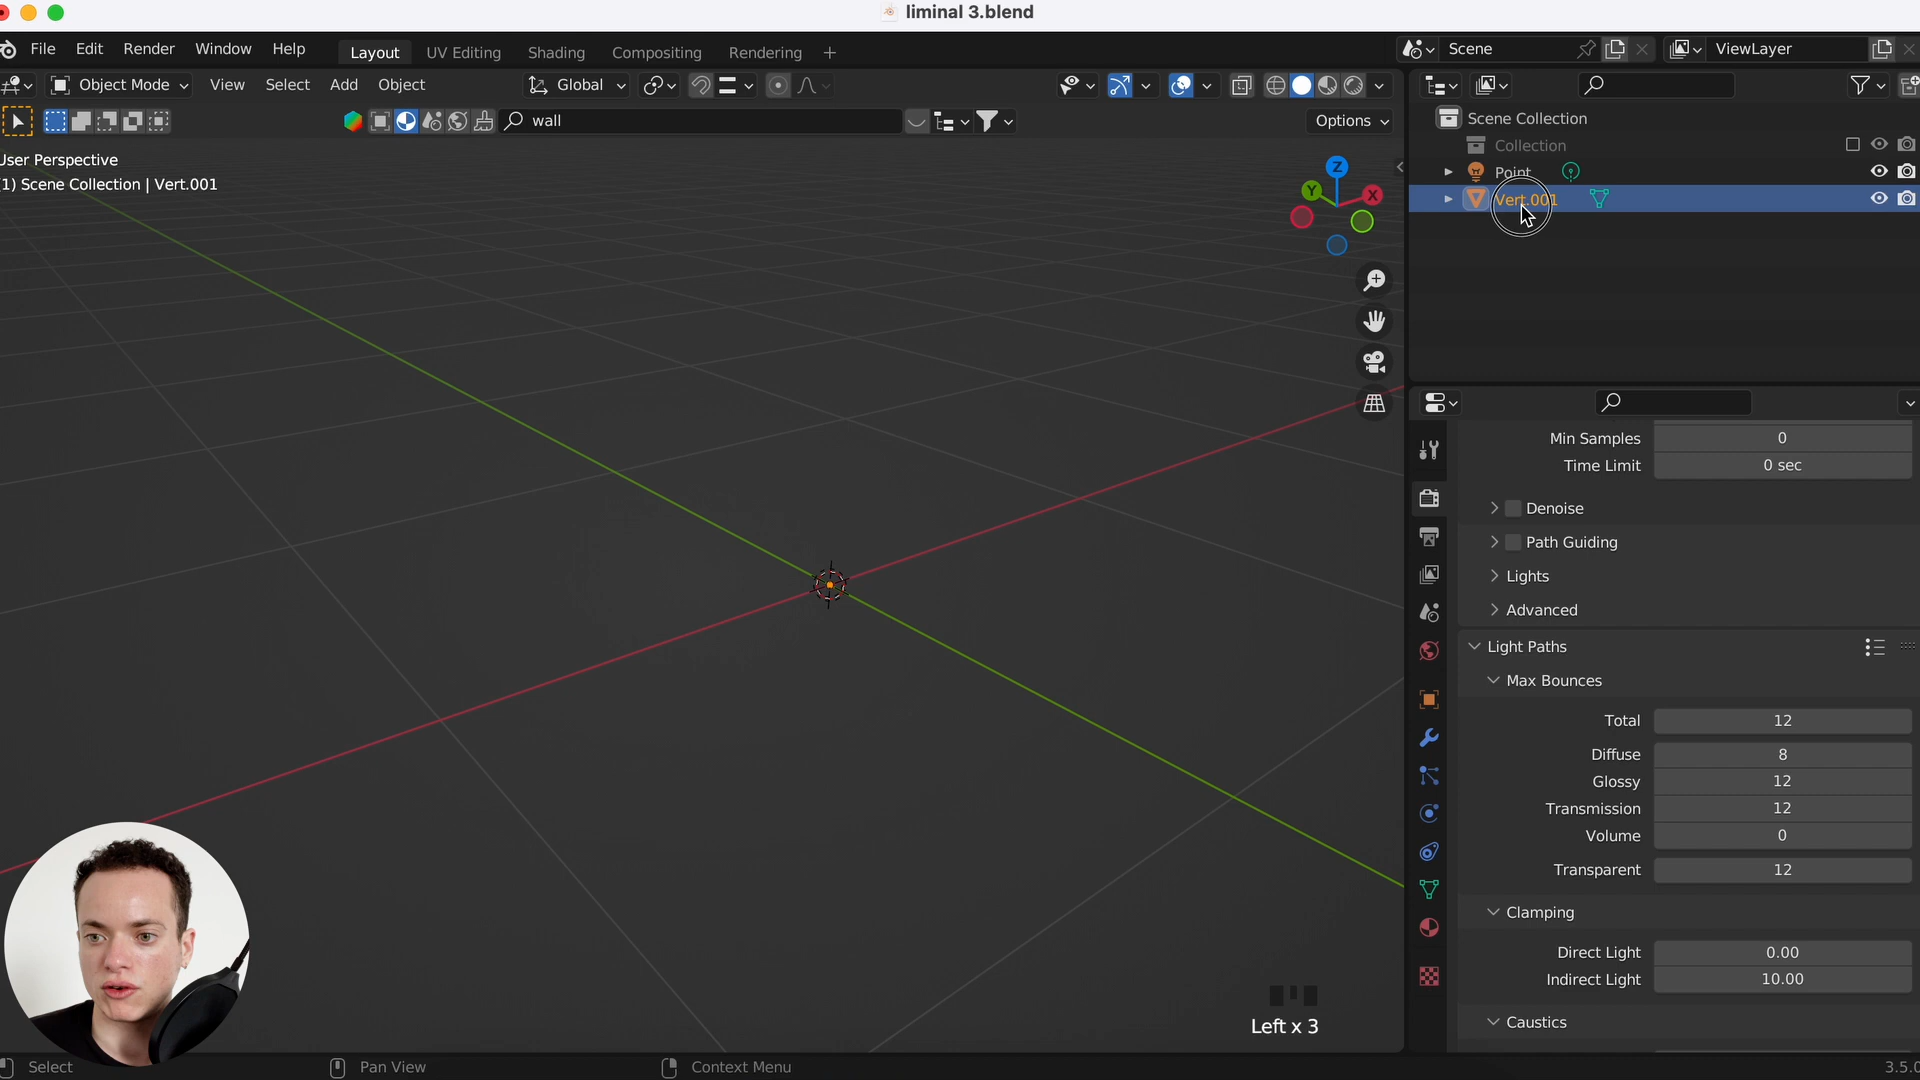 liminal 3.blend
File Edit Render Window Help Layout UV Editing Shading Compositing Rendering + Scene ViewLayer
Object Mode View Select Add Object Global
wall Options
User Perspective
(1) Scene Collection | Vert.001
Z
Y X
Scene Collection
Collection
Point
Vert.001
Min Samples 0
Time Limit 0 sec
Denoise
Path Guiding
Lights
Advanced
Light Paths
Max Bounces
Total 12
Diffuse 8
Glossy 12
Transmission 12
Volume 0
Transparent 12
Clamping
Direct Light 0.00
Indirect Light 10.00
Caustics
Left x 3
Select Pan View Context Menu 3.5.0